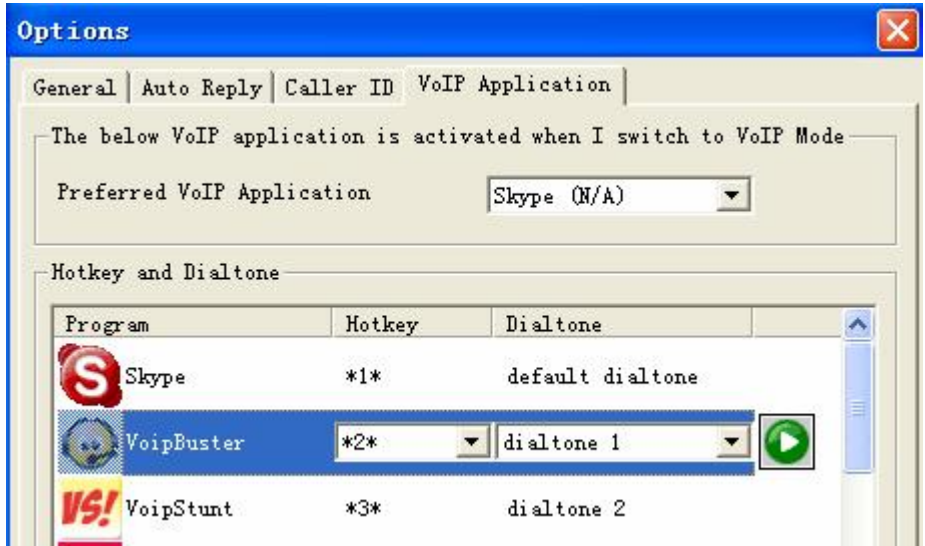 Options
General Auto Reply Caller ID VoIP Application
The below VoIP application is activated when I switch to VoIP Mode
Preferred VoIP Application Skype (N/A)
Hotkey and Dialtone
Program Hotkey Dialtone
S Skype *1* default dialtone
VoipBuster *2* dialtone 1
VS! VoipStunt *3* dialtone 2